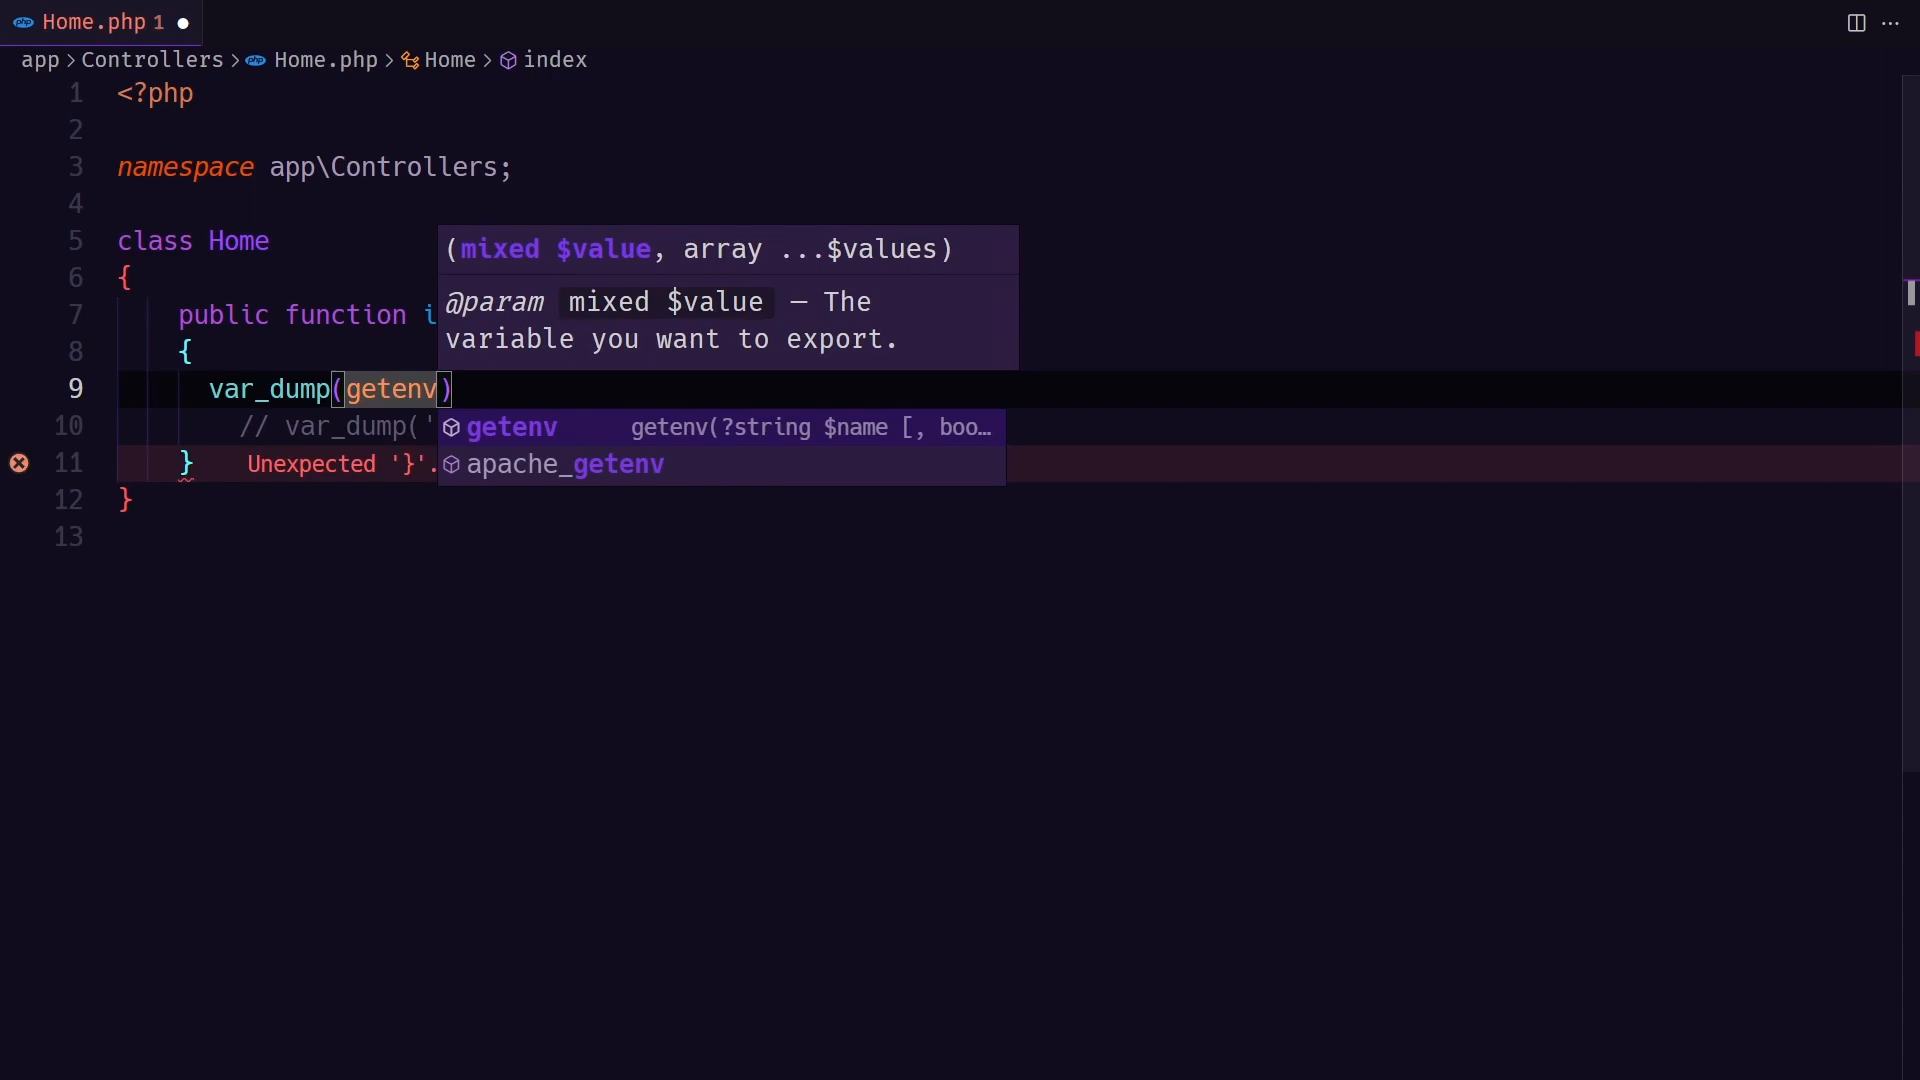 php Home.php 1
app > Controllers > php Home.php > Home > index
1 <?php
2
3 namespace app\Controllers;
4
5 class Home
(mixed $value, array ...$values)
6 {
@param mixed $value — The
7 public function i
variable you want to export.
8 {
9 var_dump(getenv)
10 // var_dump('
getenv getenv(?string $name [, boo…
11 } Unexpected '}'.
apache_getenv
12 }
13